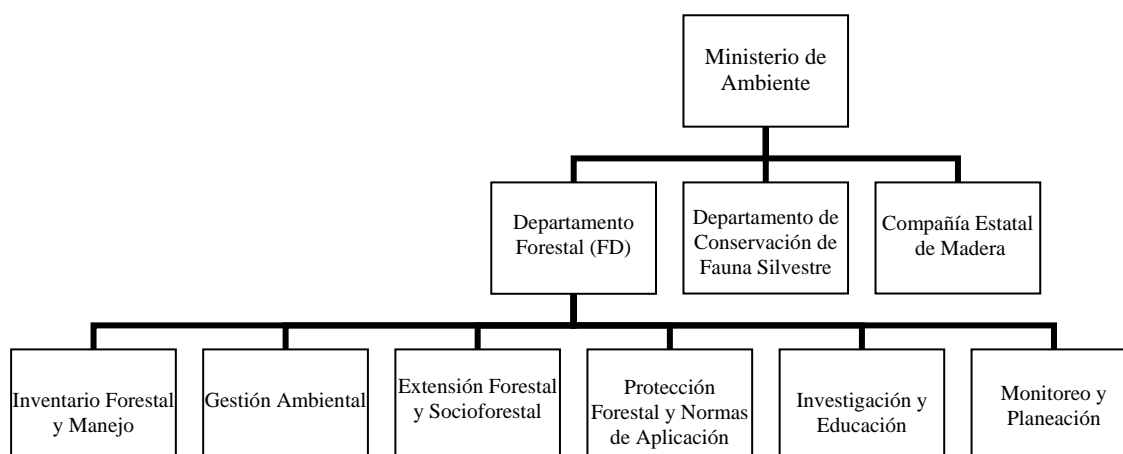 Ministerio de
Ambiente
Departamento
Forestal (FD)
Departamento de
Conservación de
Fauna Silvestre
Compañía Estatal
de Madera
Inventario Forestal
y Manejo
Gestión Ambiental
Extensión Forestal
y Socioforestal
Protección
Forestal y Normas
de Aplicación
Investigación y
Educación
Monitoreo y
Planeación